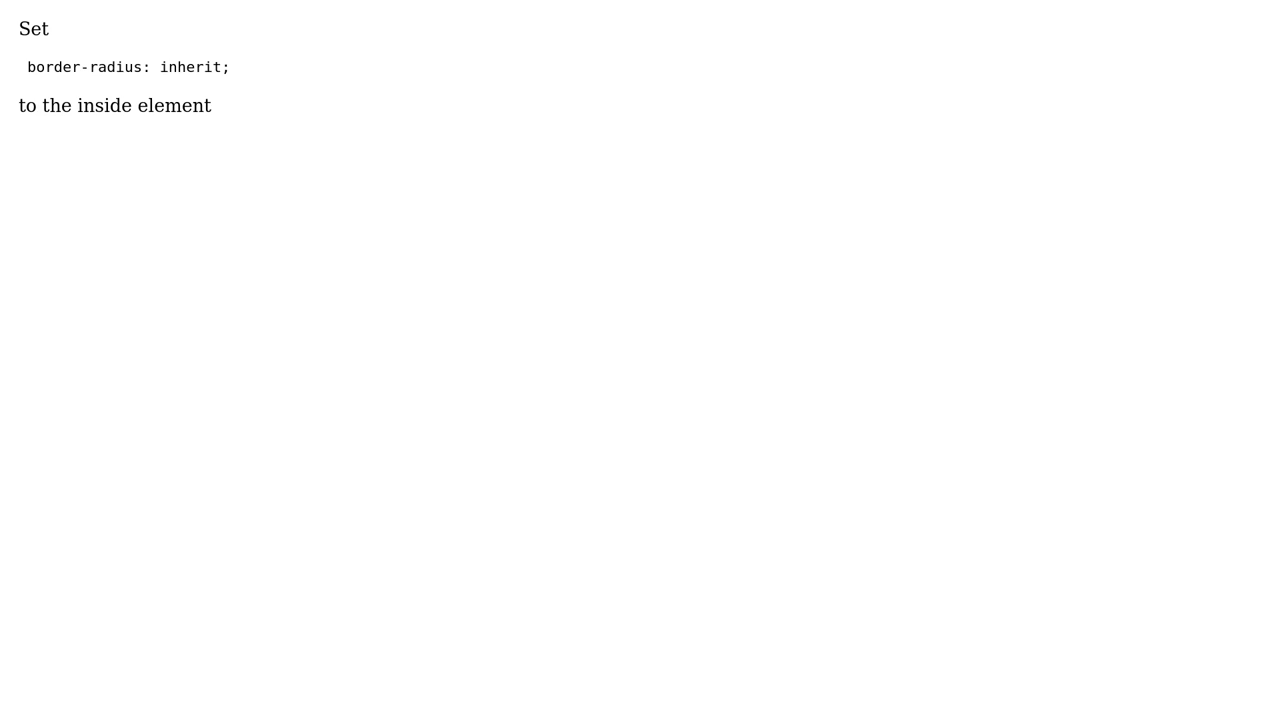 Set
border-radius: inherit;
to the inside element